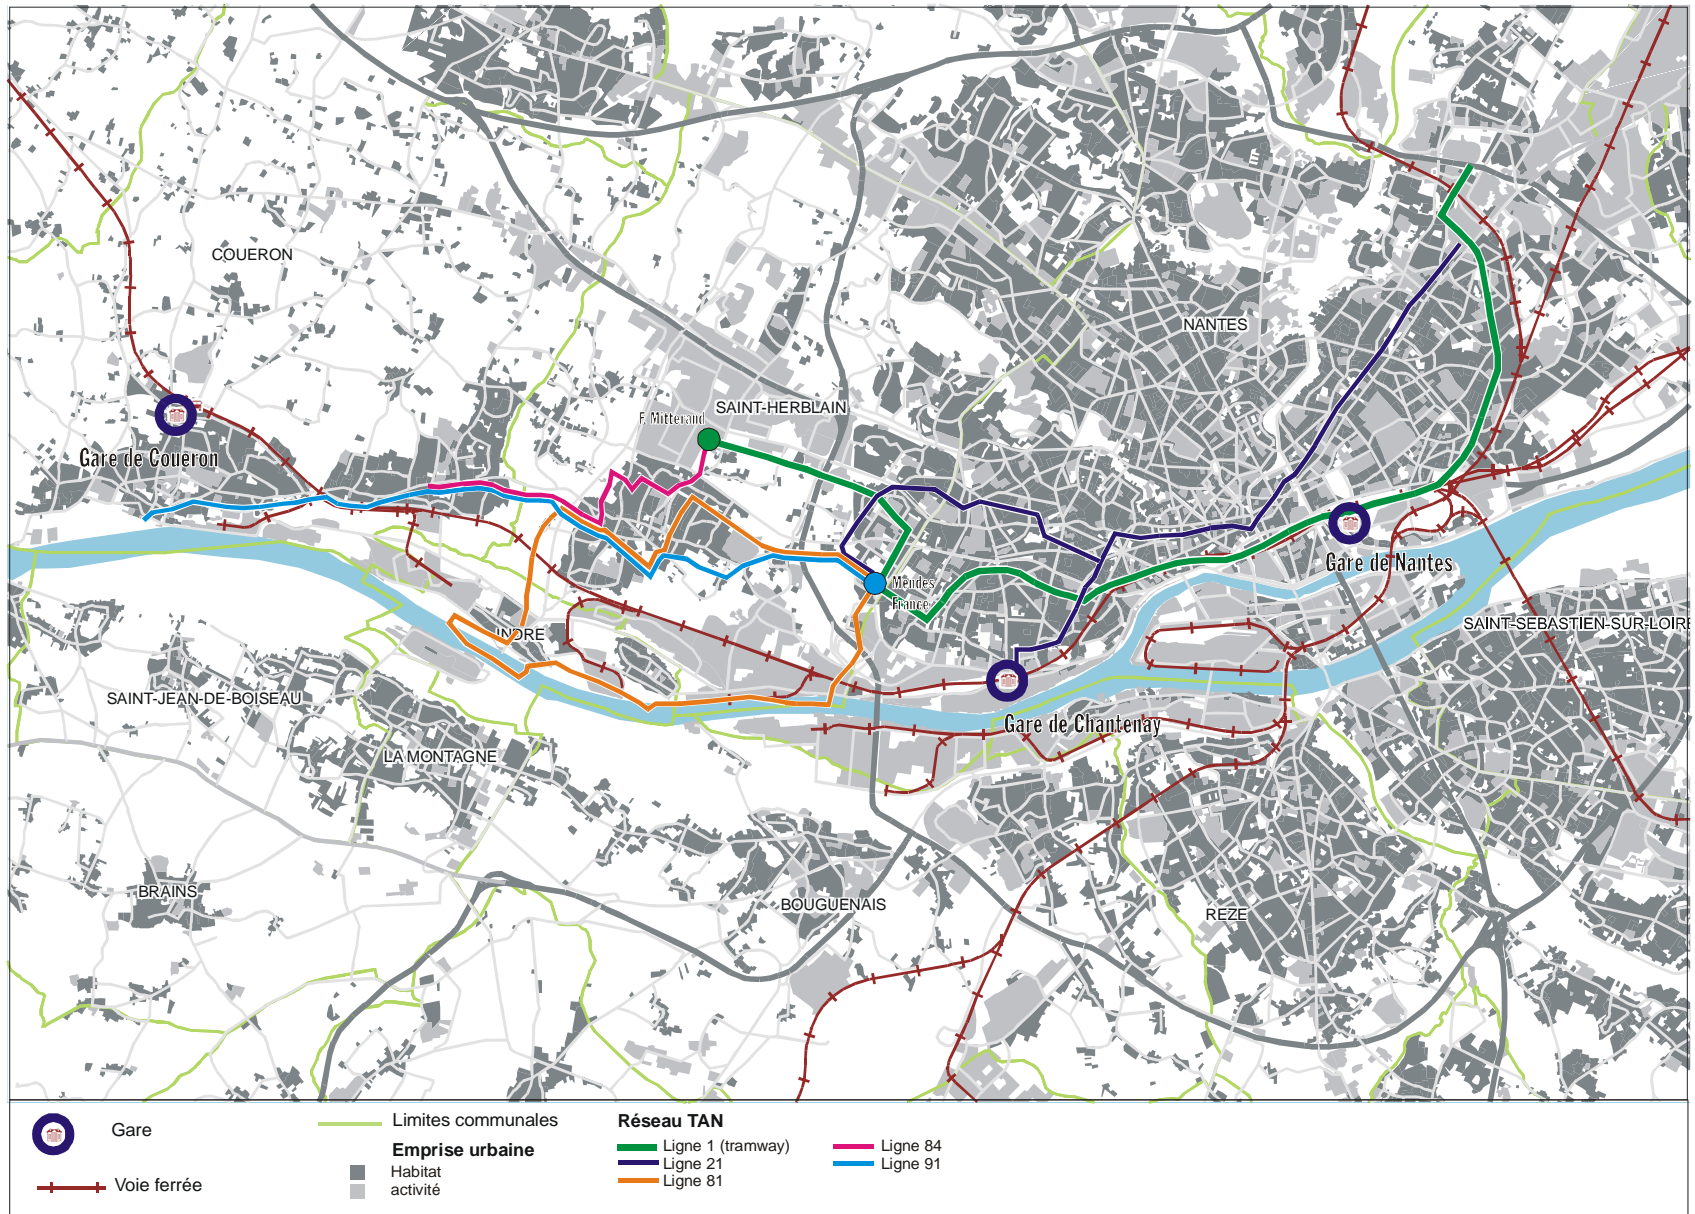 COUERON
NANTES
F. Mitterand
SAINT-HERBLAIN
Gare de Couëron
Gare de Nantes
Mendes
France
INDRE
SAINT-SEBASTIEN-SUR-LOIRE
SAINT-JEAN-DE-BOISEAU
Gare de Chantenay
LA MONTAGNE
BRAINS
BOUGUENAIS
REZE
Gare
Voie ferrée
Limites communales
Emprise urbaine
Habitat
activité
Réseau TAN
Ligne 1 (tramway)
Ligne 21
Ligne 81
Ligne 84
Ligne 91